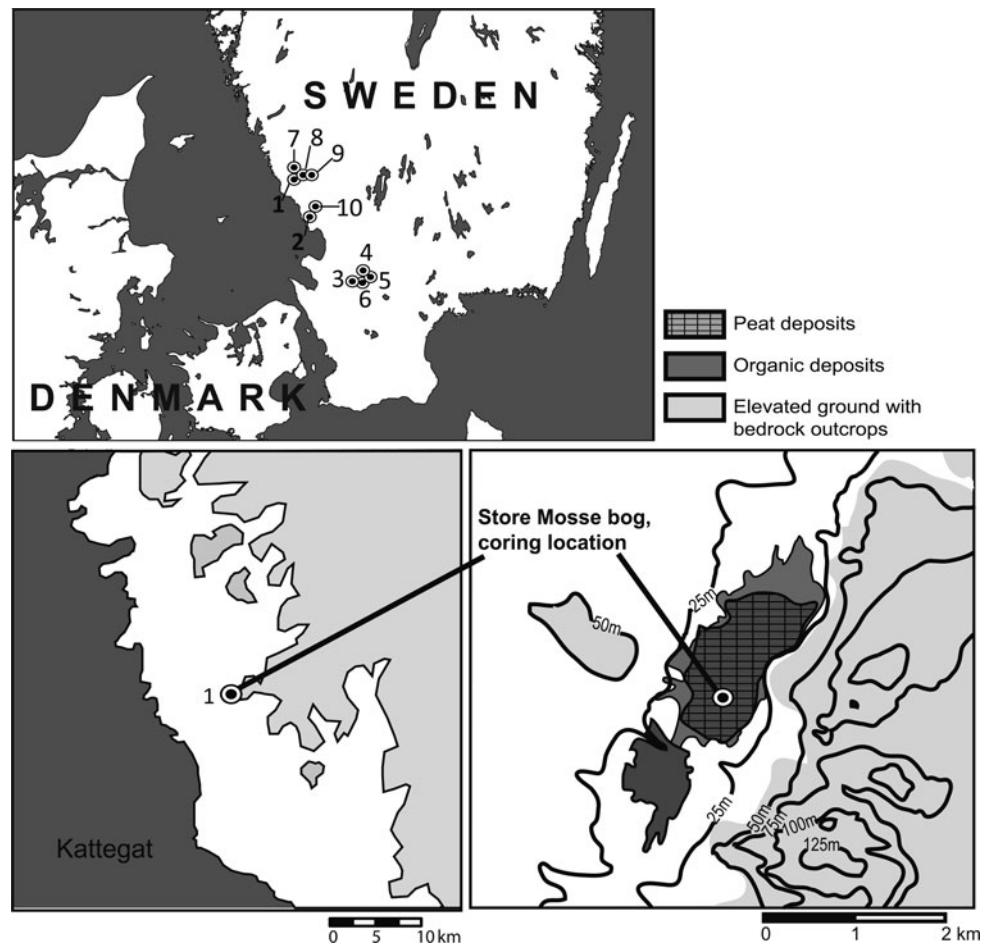 SWEDEN
7 8 9
1 10
2
4
3 5
6
DENMARK
Peat deposits
Organic deposits
Elevated ground with
bedrock outcrops
Store Mosse bog,
coring location
1
Kattegat
0 5 10 km
25m
50m
25m
50m
75m
100m
125m
0 1 2 km